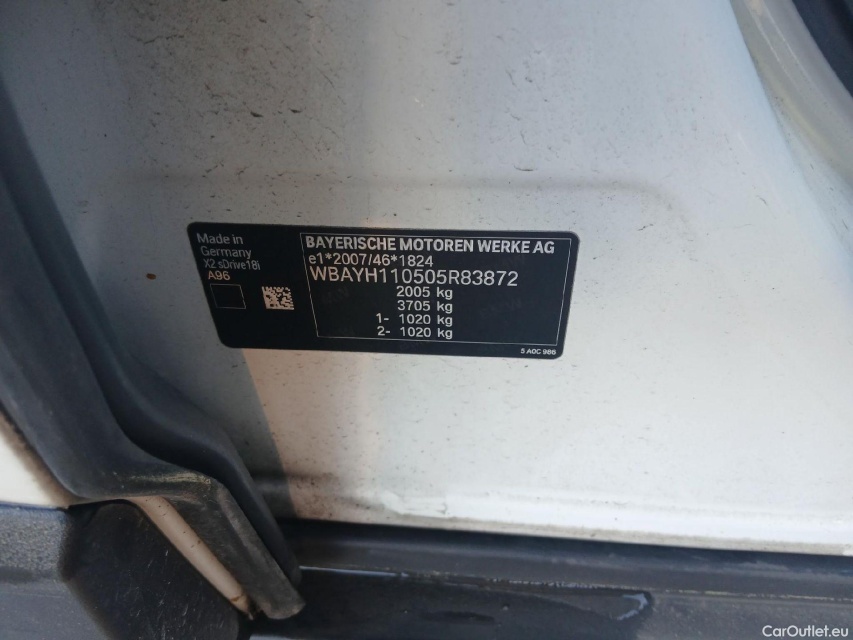 Made in
Germany
X2 sDrive18i
A96
BAYERISCHE MOTOREN WERKE AG
e1*2007/46*1824
WBAYH110505R83872
2005 kg
3705 kg
1- 1020 kg
2- 1020 kg
5 A0C 986
CarOutlet.eu